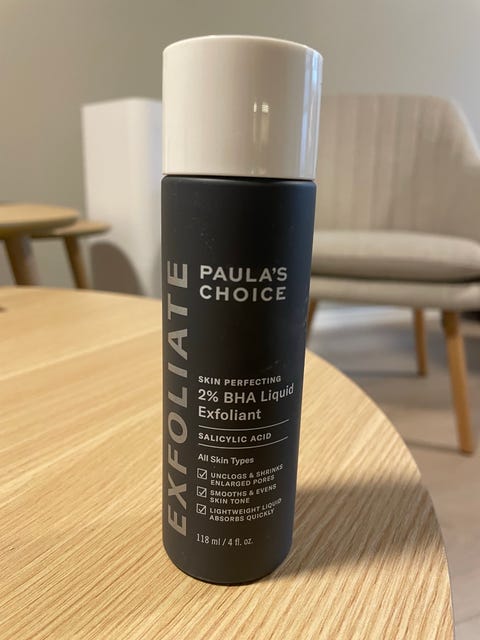 EXFOLIATE
PAULA'S
CHOICE
SKIN PERFECTING
2% BHA Liquid
Exfoliant
SALICYLIC ACID
All Skin Types
UNCLOGS & SHRINKS
ENLARGED PORES
SMOOTHS & EVENS
SKIN TONE
LIGHTWEIGHT LIQUID
ABSORBS QUICKLY
118 ml / 4 fl. oz.